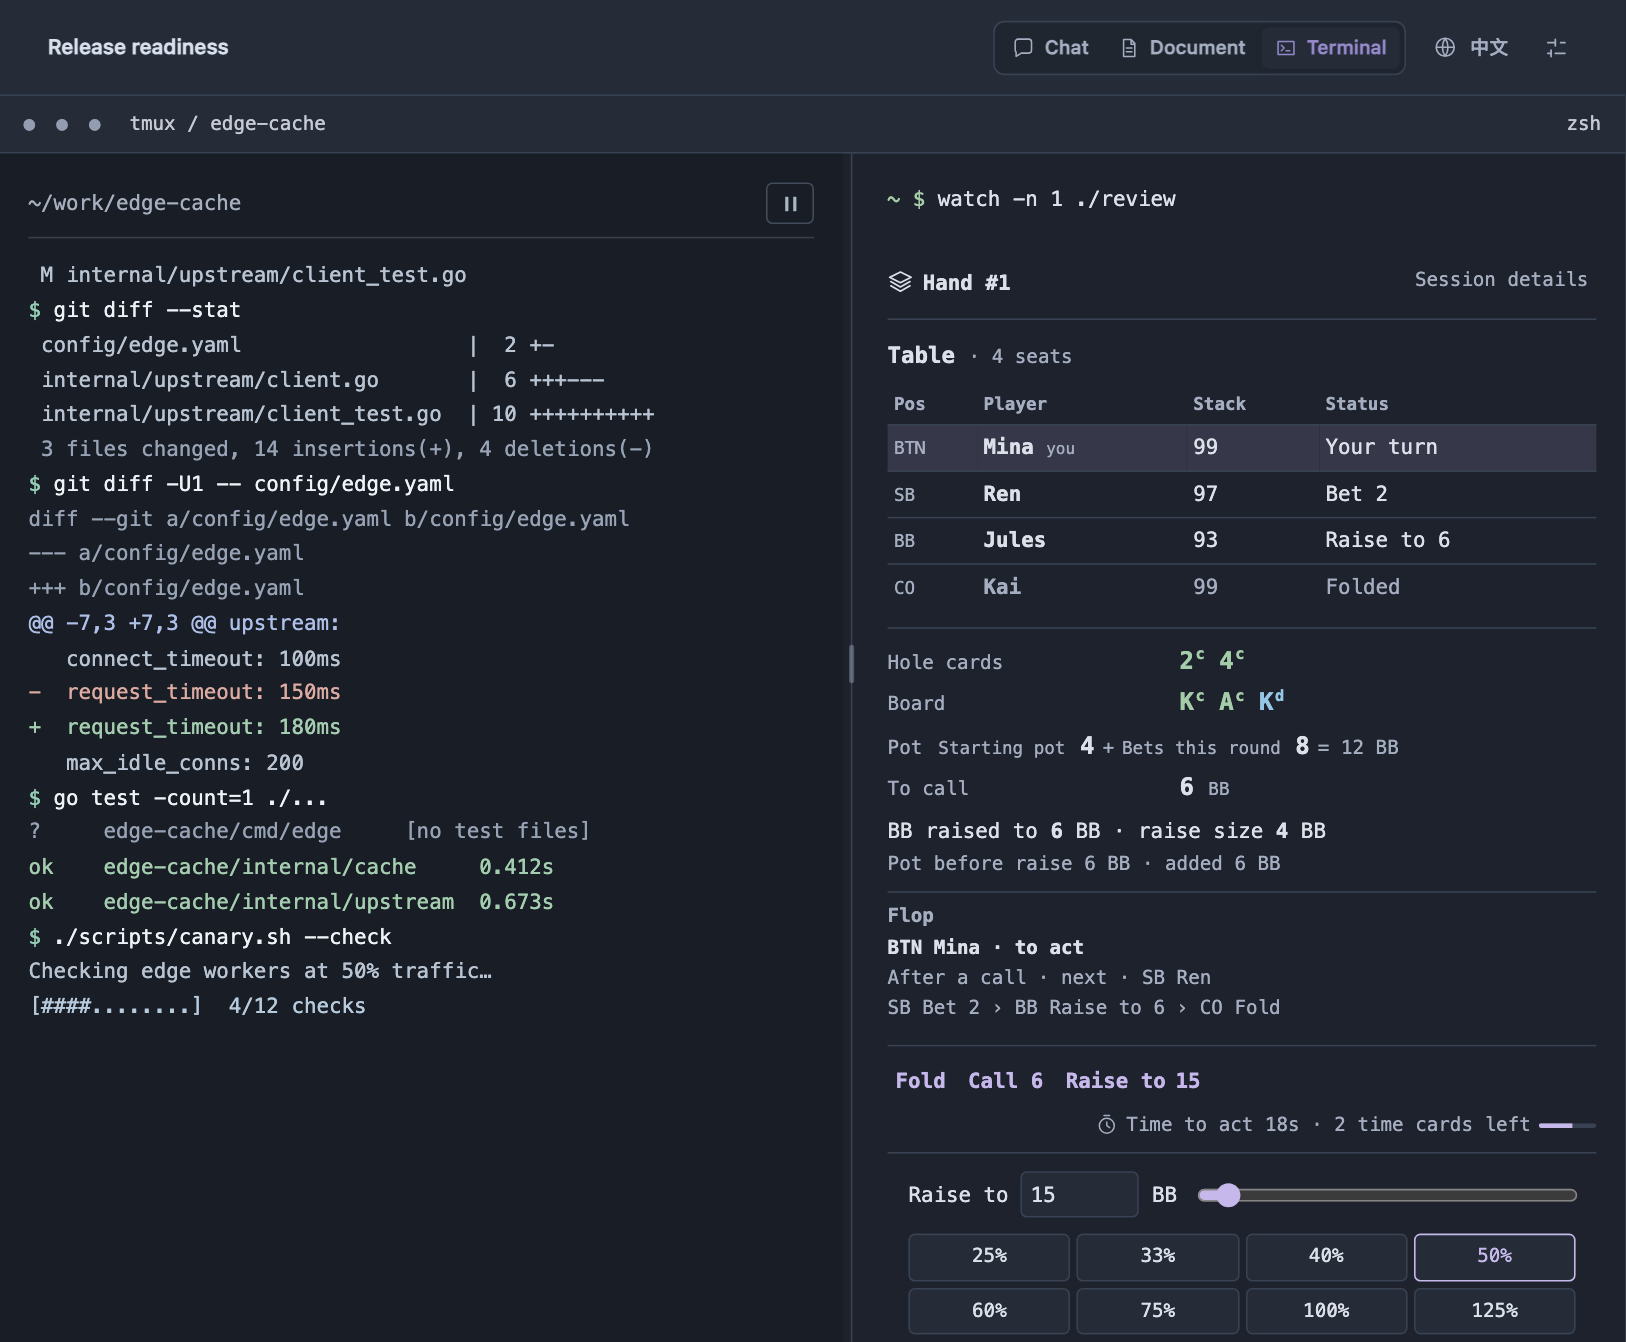 Release readiness
Chat Document Terminal 中文
tmux / edge-cache zsh
~/work/edge-cache
M internal/upstream/client_test.go
$ git diff --stat
config/edge.yaml | 2 +-
internal/upstream/client.go | 6 +++---
internal/upstream/client_test.go | 10 ++++++++++
3 files changed, 14 insertions(+), 4 deletions(-)
$ git diff -U1 -- config/edge.yaml
diff --git a/config/edge.yaml b/config/edge.yaml
--- a/config/edge.yaml
+++ b/config/edge.yaml
@@ -7,3 +7,3 @@ upstream:
connect_timeout: 100ms
- request_timeout: 150ms
+ request_timeout: 180ms
max_idle_conns: 200
$ go test -count=1 ./...
? edge-cache/cmd/edge [no test files]
ok edge-cache/internal/cache 0.412s
ok edge-cache/internal/upstream 0.673s
$ ./scripts/canary.sh --check
Checking edge workers at 50% traffic…
[####........] 4/12 checks
~ $ watch -n 1 ./review
Hand #1 Session details
Table · 4 seats
Pos Player Stack Status
BTN Mina you 99 Your turn
SB Ren 97 Bet 2
BB Jules 93 Raise to 6
CO Kai 99 Folded
Hole cards 2c 4c
Board Kc Ac Kd
Pot Starting pot 4 + Bets this round 8 = 12 BB
To call 6 BB
BB raised to 6 BB · raise size 4 BB
Pot before raise 6 BB · added 6 BB
Flop
BTN Mina · to act
After a call · next · SB Ren
SB Bet 2 › BB Raise to 6 › CO Fold
Fold Call 6 Raise to 15
Time to act 18s · 2 time cards left
Raise to 15 BB
25% 33% 40% 50%
60% 75% 100% 125%